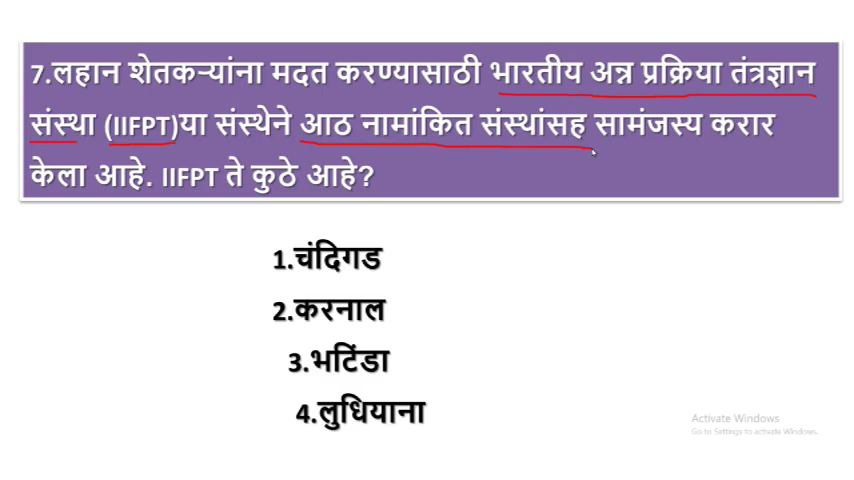 7.लहान शेतकऱ्यांना मदत करण्यासाठी भारतीय अन्न प्रक्रिया तंत्रज्ञान
संस्था (IIFPT)या संस्थेने आठ नामांकित संस्थांसह सामंजस्य करार
केला आहे. IIFPT ते कुठे आहे?
1.चंदिगड
2.करनाल
3.भटिंडा
4.लुधियाना
Activate Windows
Go to Settings to activate Windows.